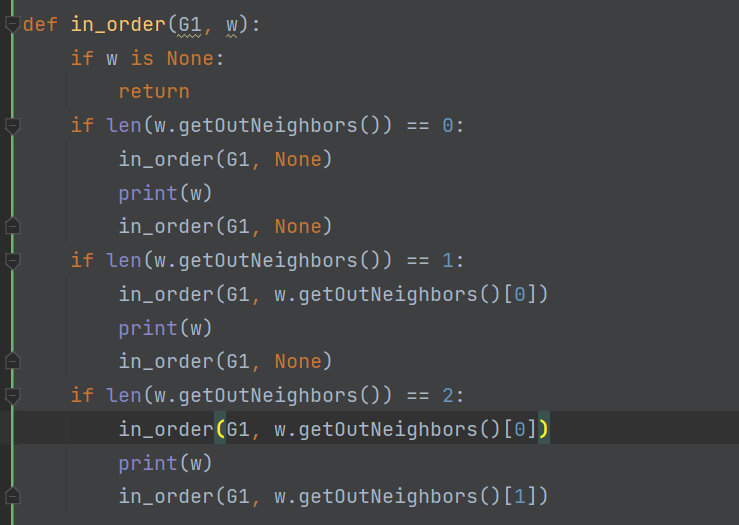 def in_order(G1, w):
    if w is None:
        return
    if len(w.getOutNeighbors()) == 0:
        in_order(G1, None)
        print(w)
        in_order(G1, None)
    if len(w.getOutNeighbors()) == 1:
        in_order(G1, w.getOutNeighbors()[0])
        print(w)
        in_order(G1, None)
    if len(w.getOutNeighbors()) == 2:
        in_order(G1, w.getOutNeighbors()[0])
        print(w)
        in_order(G1, w.getOutNeighbors()[1])